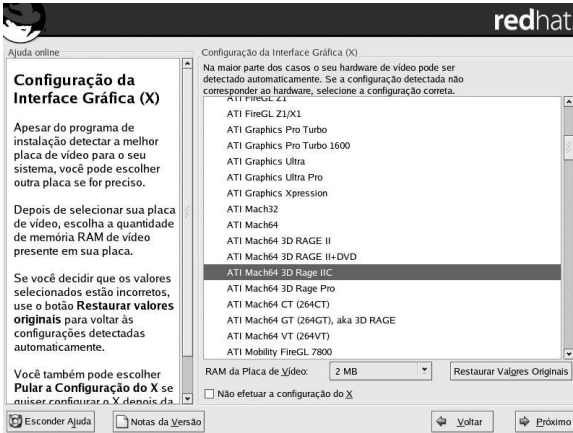 redhat
Ajuda online
Configuração da
Interface Gráfica (X)
Apesar do programa de
instalação detectar a melhor
placa de vídeo para o seu
sistema, você pode escolher
outra placa se for preciso.
Depois de selecionar sua placa
de vídeo, escolha a quantidade
de memória RAM de vídeo
presente em sua placa.
Se você decidir que os valores
selecionados estão incorretos,
use o botão Restaurar valores
originais para voltar às
configurações detectadas
automaticamente.
Você também pode escolher
Pular a Configuração do X se
quiser configurar o X depois da
Configuração da Interface Gráfica (X)
Na maior parte dos casos o seu hardware de vídeo pode ser
detectado automaticamente. Se a configuração detectada não
corresponder ao hardware, selecione a configuração correta.
ATI FireGL Z1
ATI FireGL Z1/X1
ATI Graphics Pro Turbo
ATI Graphics Pro Turbo 1600
ATI Graphics Ultra
ATI Graphics Ultra Pro
ATI Graphics Xpression
ATI Mach32
ATI Mach64
ATI Mach64 3D RAGE II
ATI Mach64 3D RAGE II+DVD
ATI Mach64 3D Rage IIC
ATI Mach64 3D Rage Pro
ATI Mach64 CT (264CT)
ATI Mach64 GT (264GT), aka 3D RAGE
ATI Mach64 VT (264VT)
ATI Mobility FireGL 7800
RAM da Placa de Vídeo: 2 MB Restaurar Valores Originais
Não efetuar a configuração do X
Esconder Ajuda Notas da Versão Voltar Próximo